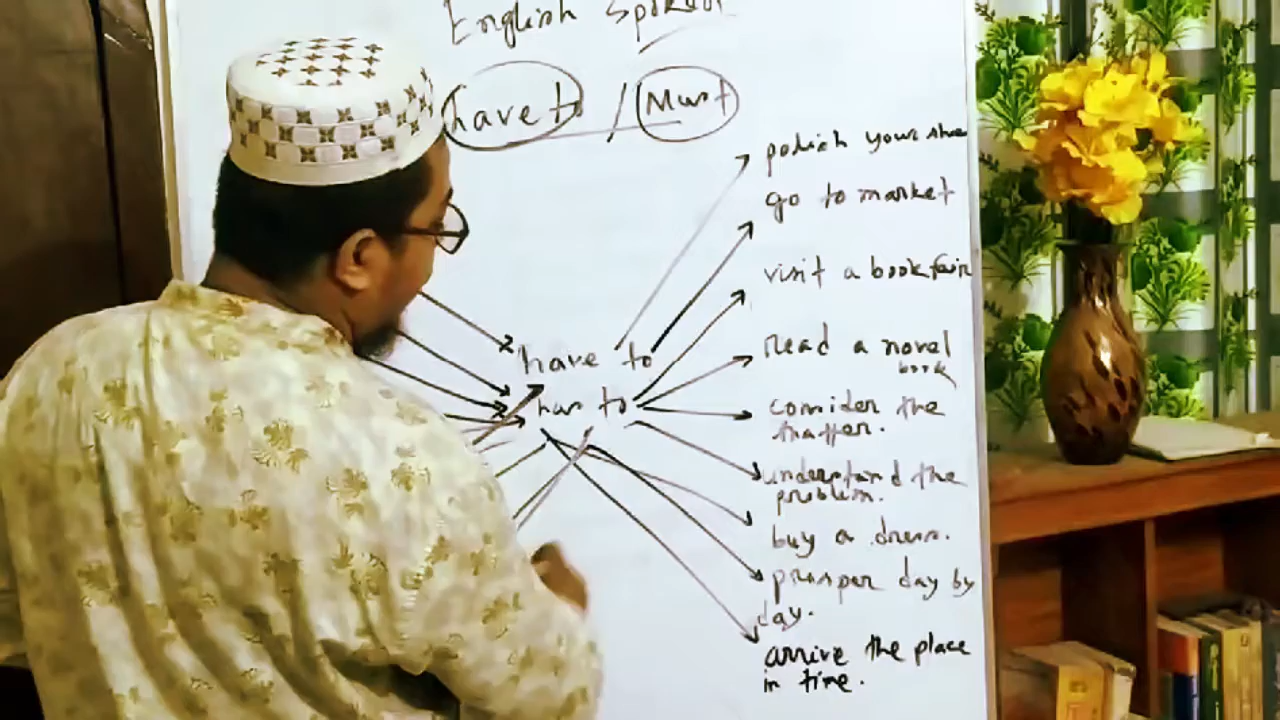 English Spoken
have to / Must
polish your shoe
go to market
visit a book fair
have to
read a novel
book
has to
consider the
matter.
understand the
problem.
buy a dress.
prosper day by
day.
arrive the place
in time.